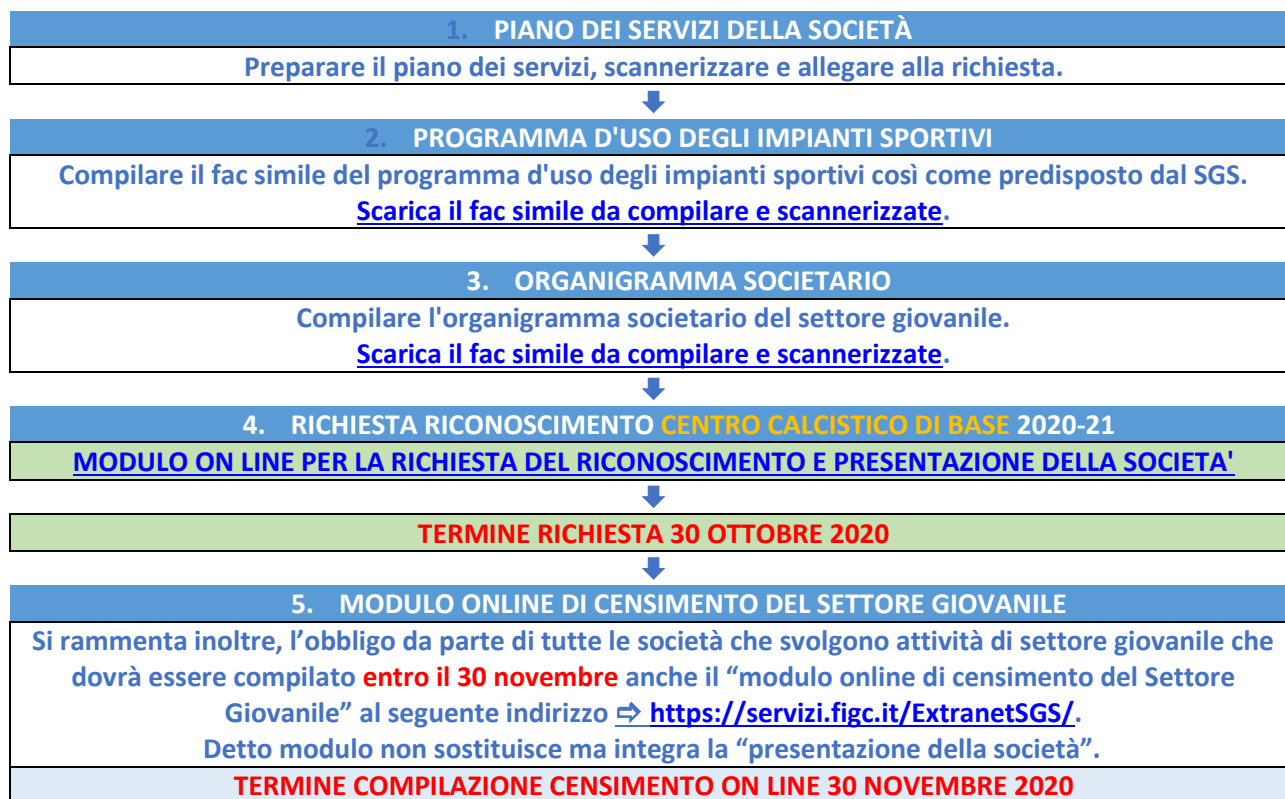 1. PIANO DEI SERVIZI DELLA SOCIETÀ
Preparare il piano dei servizi, scannerizzare e allegare alla richiesta.
2. PROGRAMMA D'USO DEGLI IMPIANTI SPORTIVI
Compilare il fac simile del programma d'uso degli impianti sportivi così come predisposto dal SGS.
Scarica il fac simile da compilare e scannerizzate.
3. ORGANIGRAMMA SOCIETARIO
Compilare l'organigramma societario del settore giovanile.
Scarica il fac simile da compilare e scannerizzate.
4. RICHIESTA RICONOSCIMENTO CENTRO CALCISTICO DI BASE 2020-21
MODULO ON LINE PER LA RICHIESTA DEL RICONOSCIMENTO E PRESENTAZIONE DELLA SOCIETA'
TERMINE RICHIESTA 30 OTTOBRE 2020
5. MODULO ONLINE DI CENSIMENTO DEL SETTORE GIOVANILE
Si rammenta inoltre, l’obbligo da parte di tutte le società che svolgono attività di settore giovanile che
dovrà essere compilato entro il 30 novembre anche il “modulo online di censimento del Settore
Giovanile” al seguente indirizzo ⇨ https://servizi.figc.it/ExtranetSGS/.
Detto modulo non sostituisce ma integra la “presentazione della società”.
TERMINE COMPILAZIONE CENSIMENTO ON LINE 30 NOVEMBRE 2020